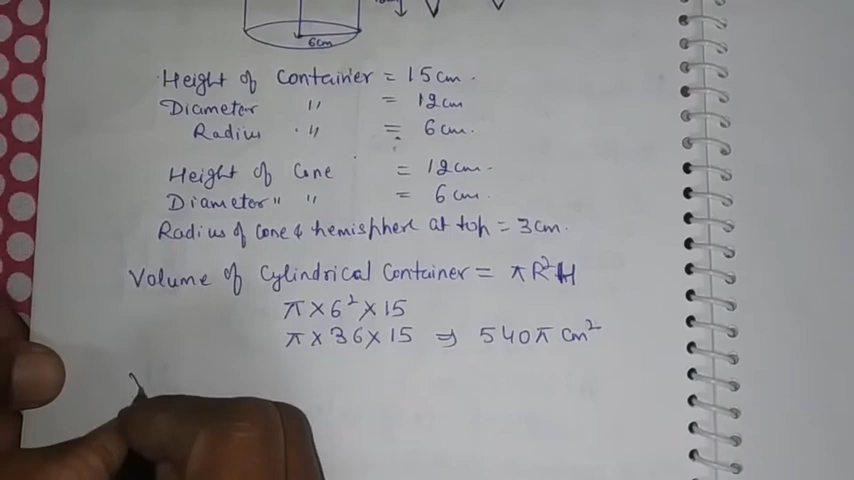 6cm
Height of Container = 15cm.
Diameter " = 12cm
Radius " = 6cm.
Height of Cone = 12cm.
Diameter " " = 6cm.
Radius of cone & hemisphere at top = 3cm.
Volume of Cylindrical Container = πR²H
π×6²×15
π×36×15 ⇒ 540π cm²